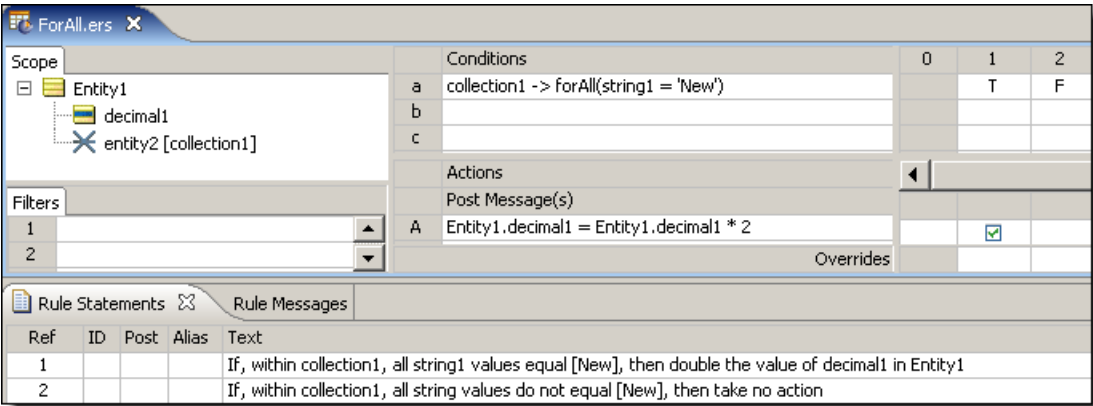 ForAll.ers
Scope
Conditions 0 1 2
Entity1
a collection1 -> forAll(string1 = 'New') T F
decimal1
b
entity2 [collection1]
c
Actions
Filters
Post Message(s)
1
A Entity1.decimal1 = Entity1.decimal1 * 2
2
Overrides
Rule Statements Rule Messages
Ref ID Post Alias Text
1 If, within collection1, all string1 values equal [New], then double the value of decimal1 in Entity1
2 If, within collection1, all string values do not equal [New], then take no action